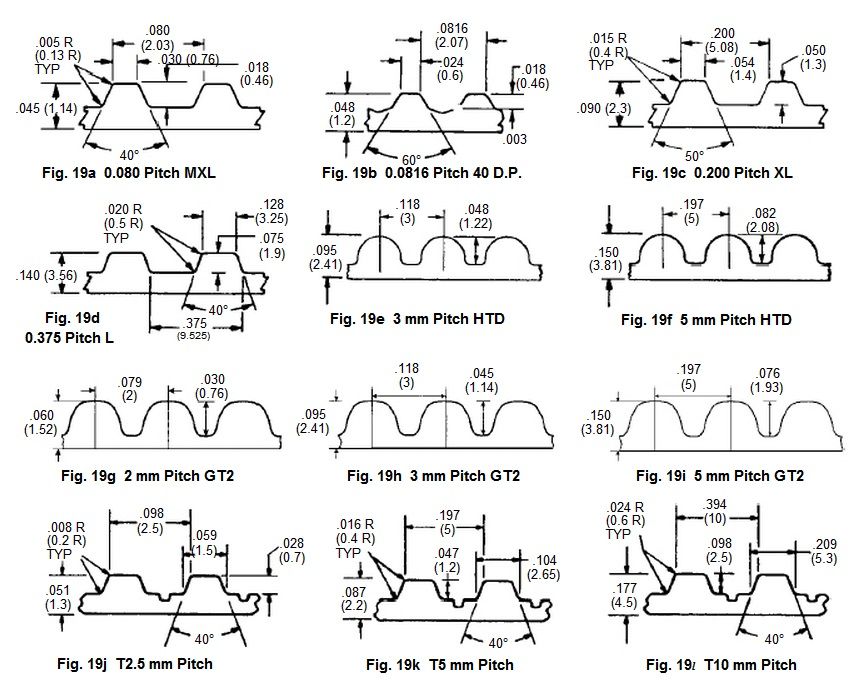 .005 R
(0.13 R)
TYP
.080
(2.03)
.030 (0.76)
.018
(0.46)
.045 (1,14)
40°
Fig. 19a 0.080 Pitch MXL
.0816
(2.07)
.024
(0.6)
.018
(0.46)
.048
(1.2)
.003
60°
Fig. 19b 0.0816 Pitch 40 D.P.
.015 R
(0.4 R)
TYP
.200
(5.08)
.054
(1.4)
.050
(1.3)
.090 (2.3)
50°
Fig. 19c 0.200 Pitch XL
.020 R
(0.5 R)
TYP
.128
(3.25)
.075
(1.9)
.140 (3.56)
40°
.375
(9.525)
Fig. 19d
0.375 Pitch L
.118
(3)
.048
(1.22)
.095
(2.41)
Fig. 19e 3 mm Pitch HTD
.197
(5)
.082
(2.08)
.150
(3.81)
Fig. 19f 5 mm Pitch HTD
.079
(2)
.030
(0.76)
.060
(1.52)
Fig. 19g 2 mm Pitch GT2
.118
(3)
.045
(1.14)
.095
(2.41)
Fig. 19h 3 mm Pitch GT2
.197
(5)
.076
(1.93)
.150
(3.81)
Fig. 19i 5 mm Pitch GT2
.008 R
(0.2 R)
TYP
.098
(2.5)
.059
(1.5)
.028
(0.7)
.051
(1.3)
40°
Fig. 19j T2.5 mm Pitch
.016 R
(0.4 R)
TYP
.197
(5)
.047
(1.2)
.104
(2.65)
.087
(2.2)
40°
Fig. 19k T5 mm Pitch
.024 R
(0.6 R)
TYP
.394
(10)
.098
(2.5)
.209
(5.3)
.177
(4.5)
40°
Fig. 19l T10 mm Pitch